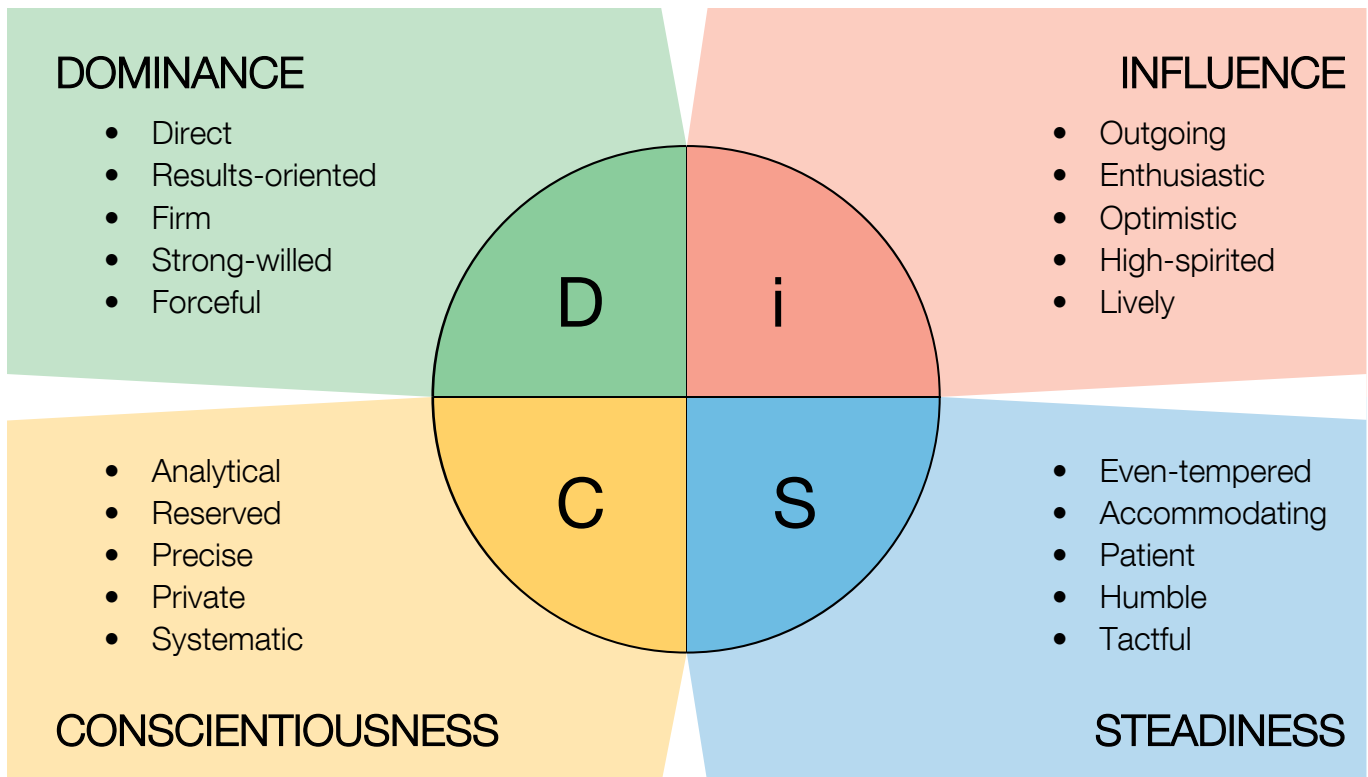 DOMINANCE
• Direct
• Results-oriented
• Firm
• Strong-willed
• Forceful
INFLUENCE
• Outgoing
• Enthusiastic
• Optimistic
• High-spirited
• Lively
D
i
C
S
• Analytical
• Reserved
• Precise
• Private
• Systematic
CONSCIENTIOUSNESS
• Even-tempered
• Accommodating
• Patient
• Humble
• Tactful
STEADINESS